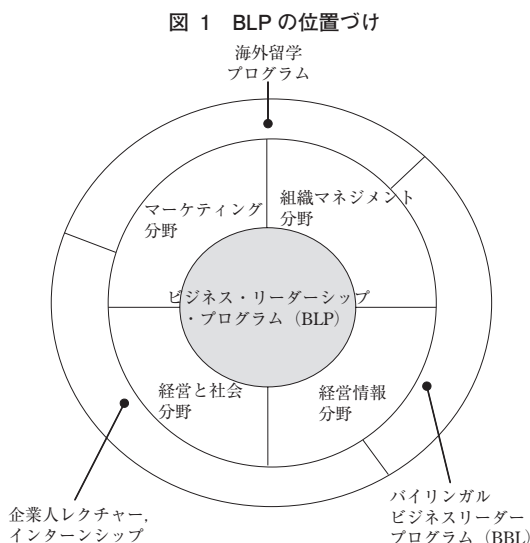 図 1 BLP の位置づけ
海外留学
プログラム
マーケティング
分野
組織マネジメント
分野
ビジネス・リーダーシップ
・プログラム（BLP）
経営と社会
分野
経営情報
分野
企業人レクチャー，
インターンシップ
バイリンガル
ビジネスリーダー
プログラム（BBL）